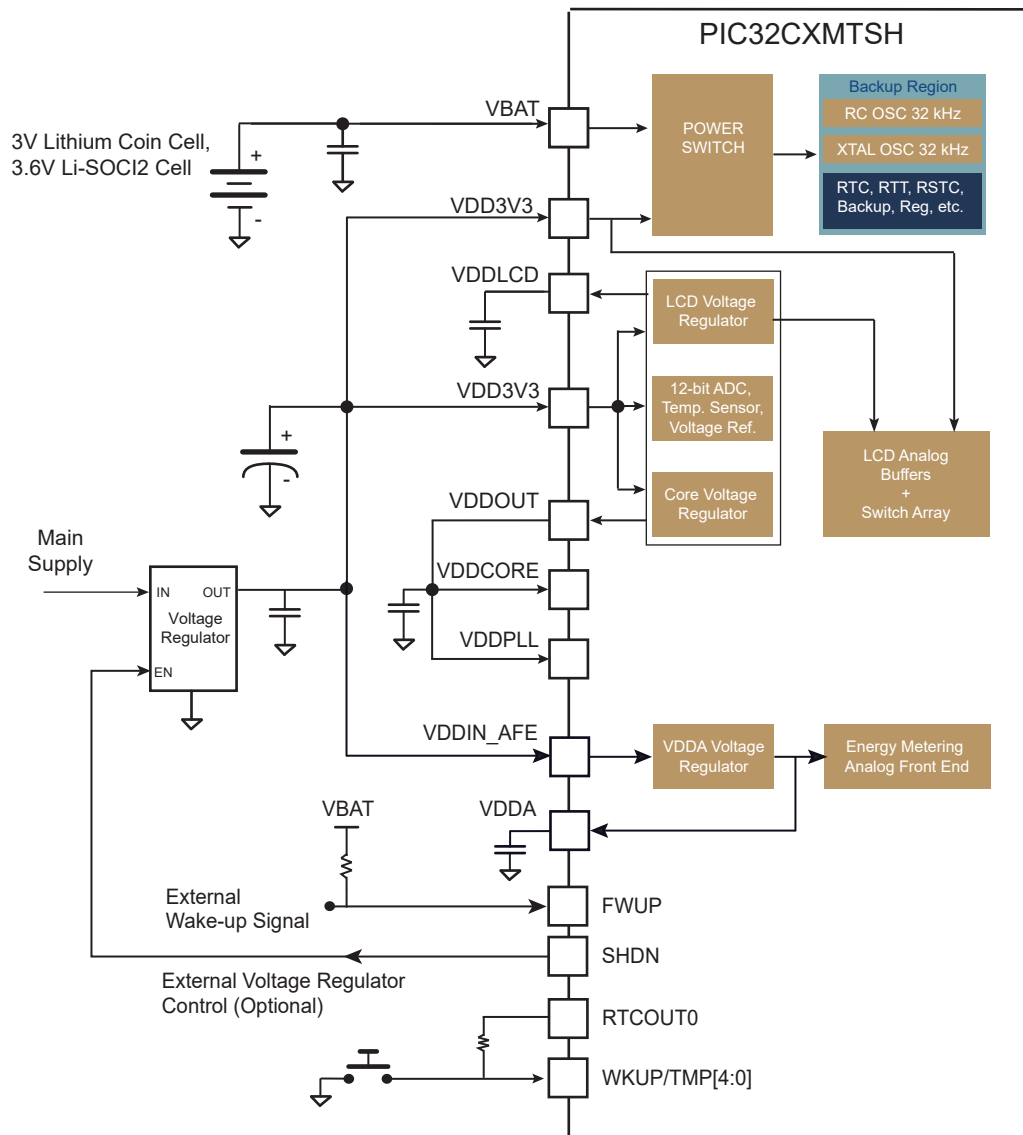 PIC32CXMTSH
VBAT
3V Lithium Coin Cell,
3.6V Li-SOCI2 Cell
+
-
POWER
SWITCH
Backup Region
RC OSC 32 kHz
XTAL OSC 32 kHz
RTC, RTT, RSTC,
Backup, Reg, etc.
VDD3V3
VDDLCD
LCD Voltage
Regulator
VDD3V3
12-bit ADC,
Temp. Sensor,
Voltage Ref.
+
-
LCD Analog
Buffers
+
Switch Array
VDDOUT
Core Voltage
Regulator
Main
Supply
IN
OUT
Voltage
Regulator
EN
VDDCORE
VDDPLL
VDDIN_AFE
VDDA Voltage
Regulator
Energy Metering
Analog Front End
VBAT
VDDA
External
Wake-up Signal
FWUP
SHDN
External Voltage Regulator
Control (Optional)
RTCOUT0
WKUP/TMP[4:0]